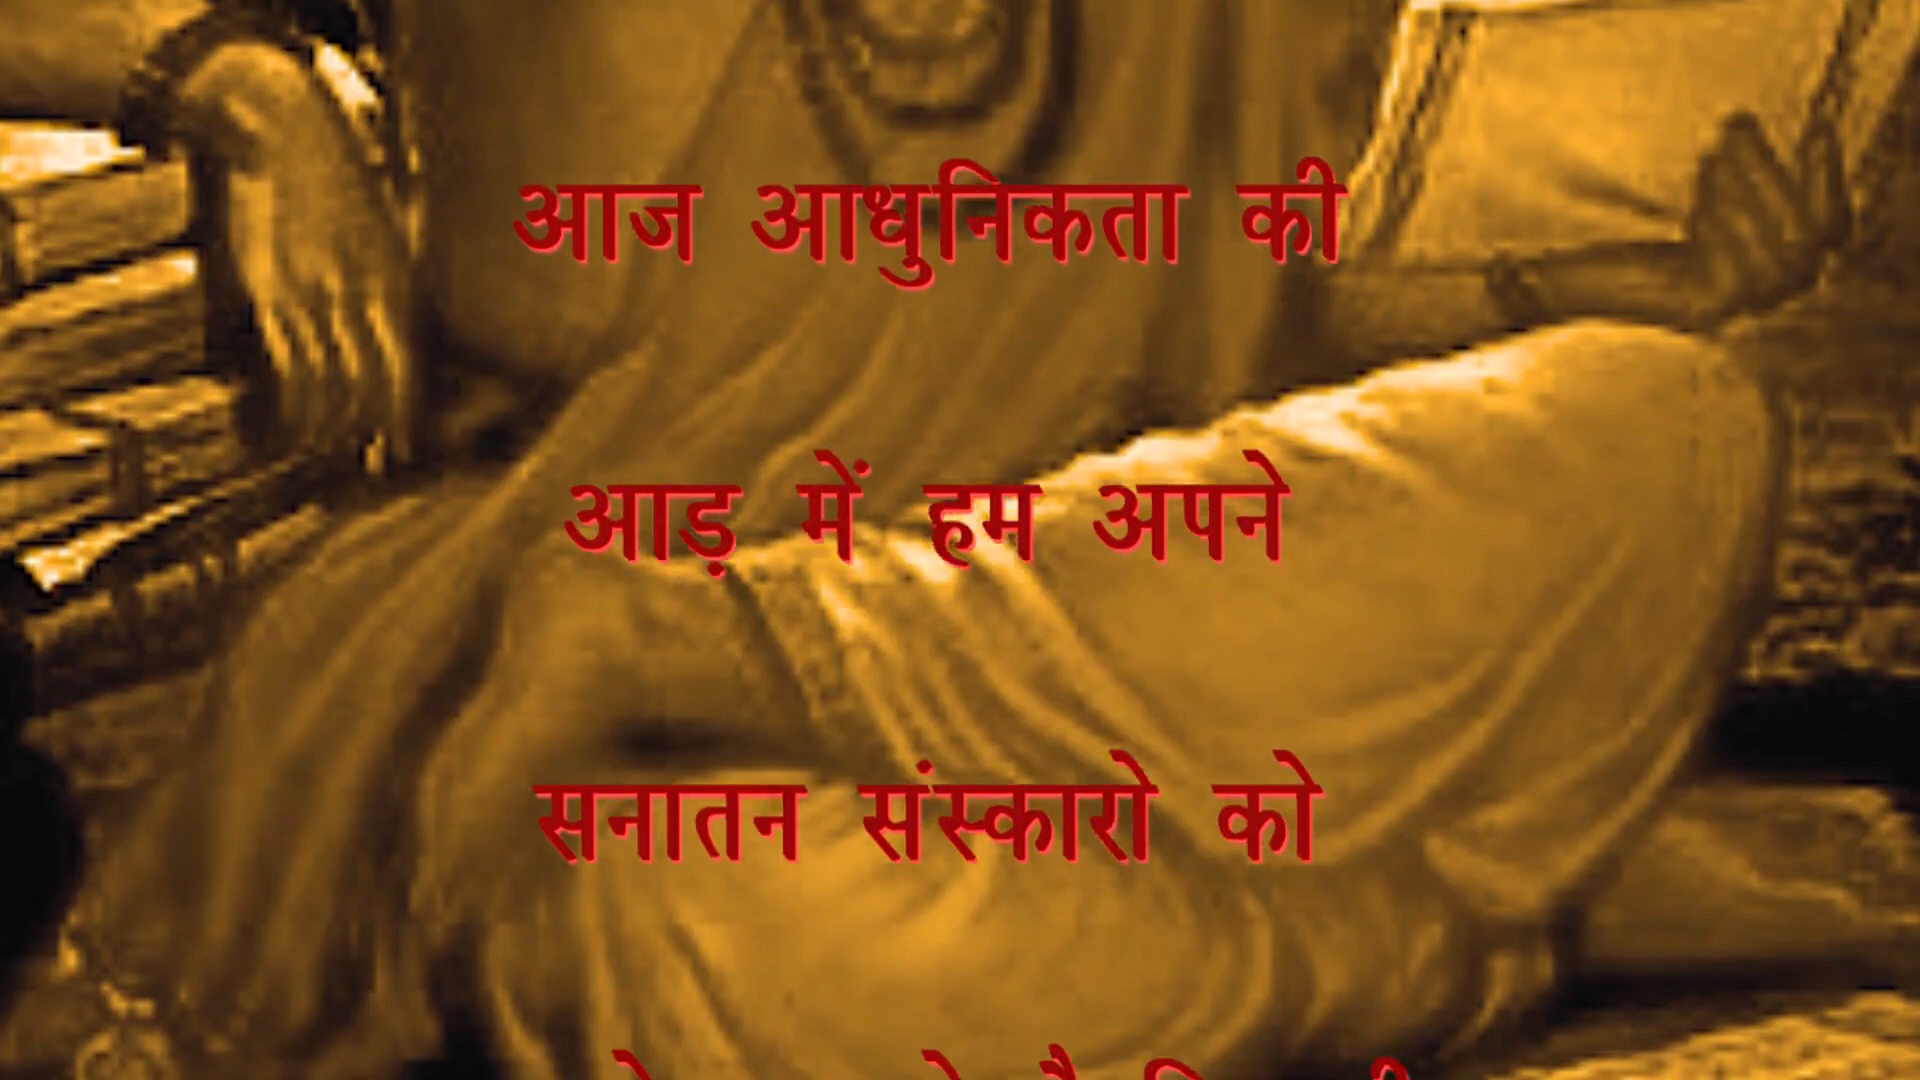 आज आधुनिकता की
आड़ में हम अपने
सनातन संस्कारो को